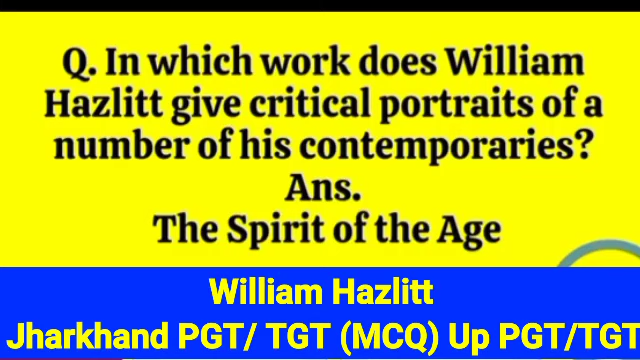 Q. In which work does William
Hazlitt give critical portraits of a
number of his contemporaries?
Ans.
The Spirit of the Age
William Hazlitt
Jharkhand PGT/ TGT (MCQ) Up PGT/TGT